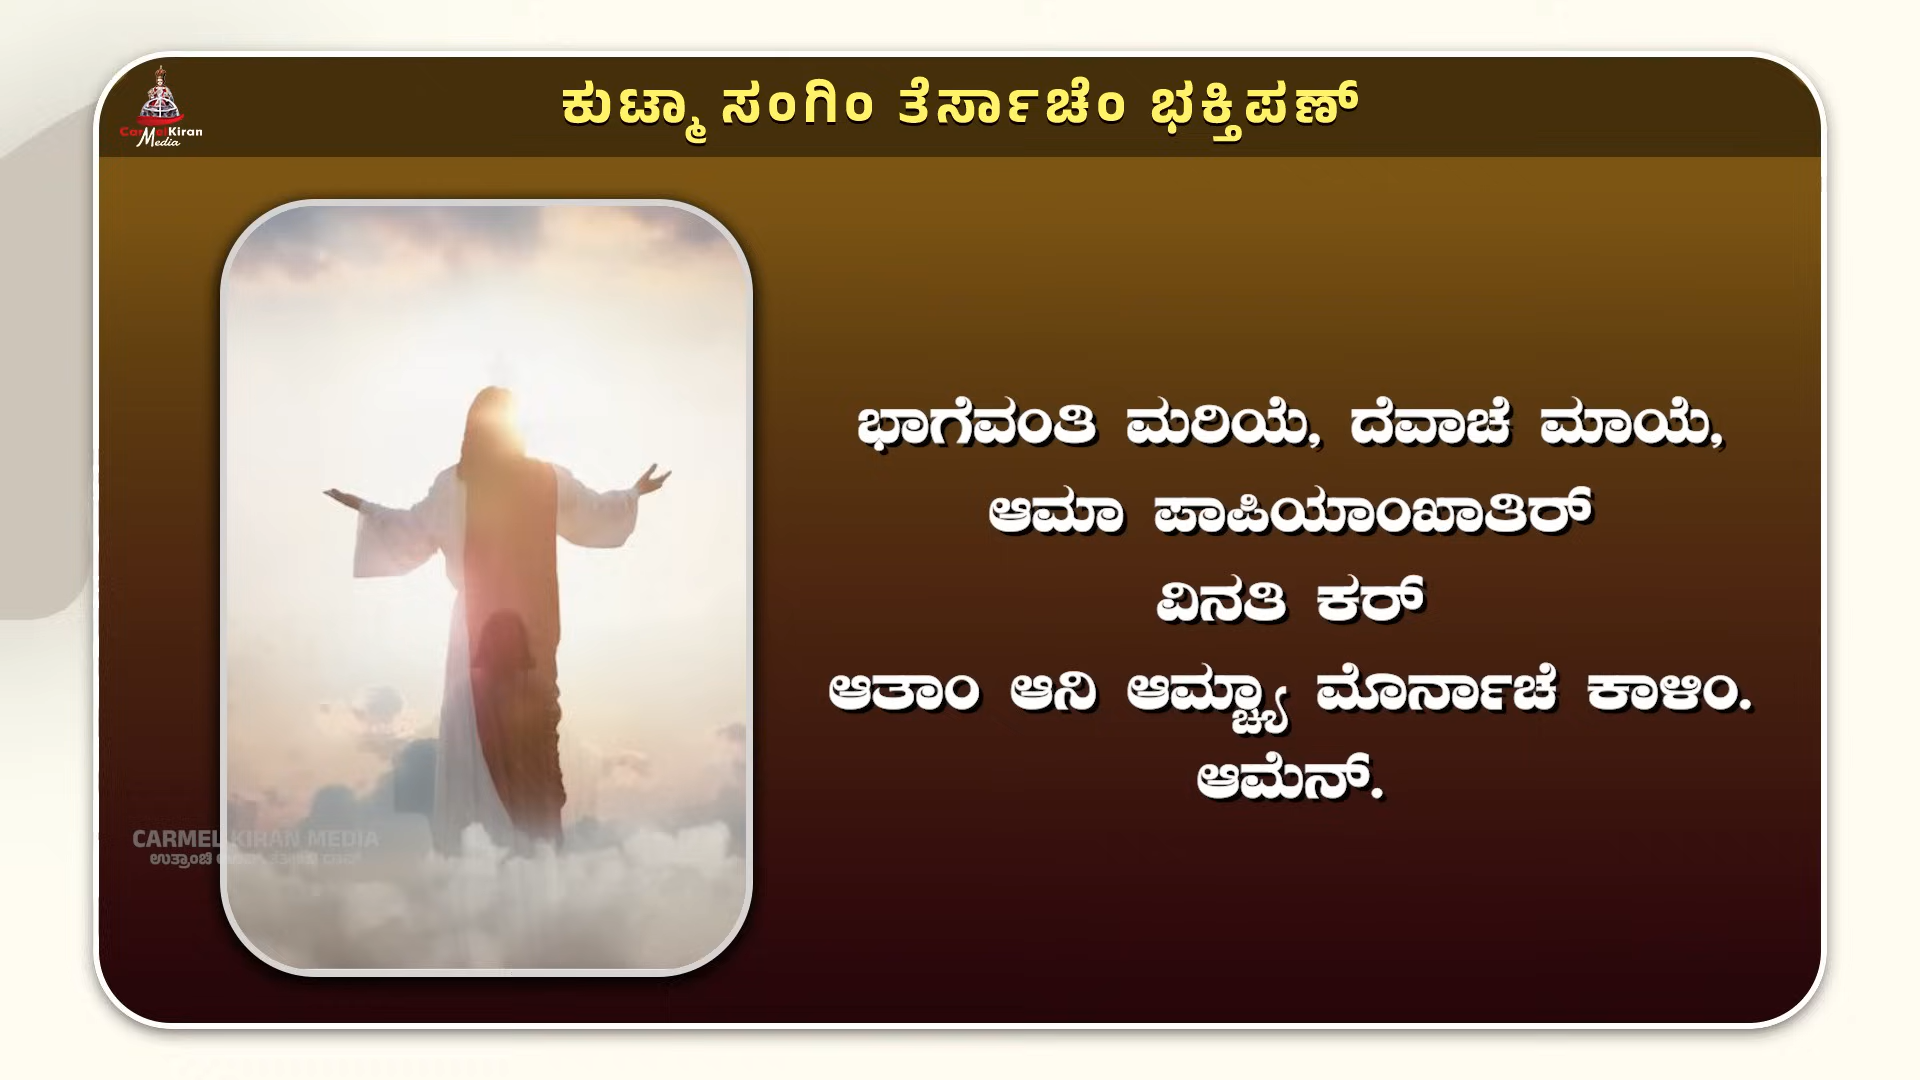 ಕುಟ್ಮಾ ಸಂಗಿಂ ತೆರ್ಸಾಚೆಂ ಭಕ್ತಿಪಣ್
CarmelKiran
Media
ಭಾಗೆವಂತಿ ಮರಿಯೆ, ದೆವಾಚೆ ಮಾಯೆ,
ಆಮಾ ಪಾಪಿಯಾಂಖಾತಿರ್
ವಿನತಿ ಕರ್
ಆತಾಂ ಆನಿ ಆಮ್ಚ್ಯಾ ಮೊರ್ನಾಚೆ ಕಾಳಿಂ.
ಆಮೆನ್.
CARMEL KIRAN MEDIA